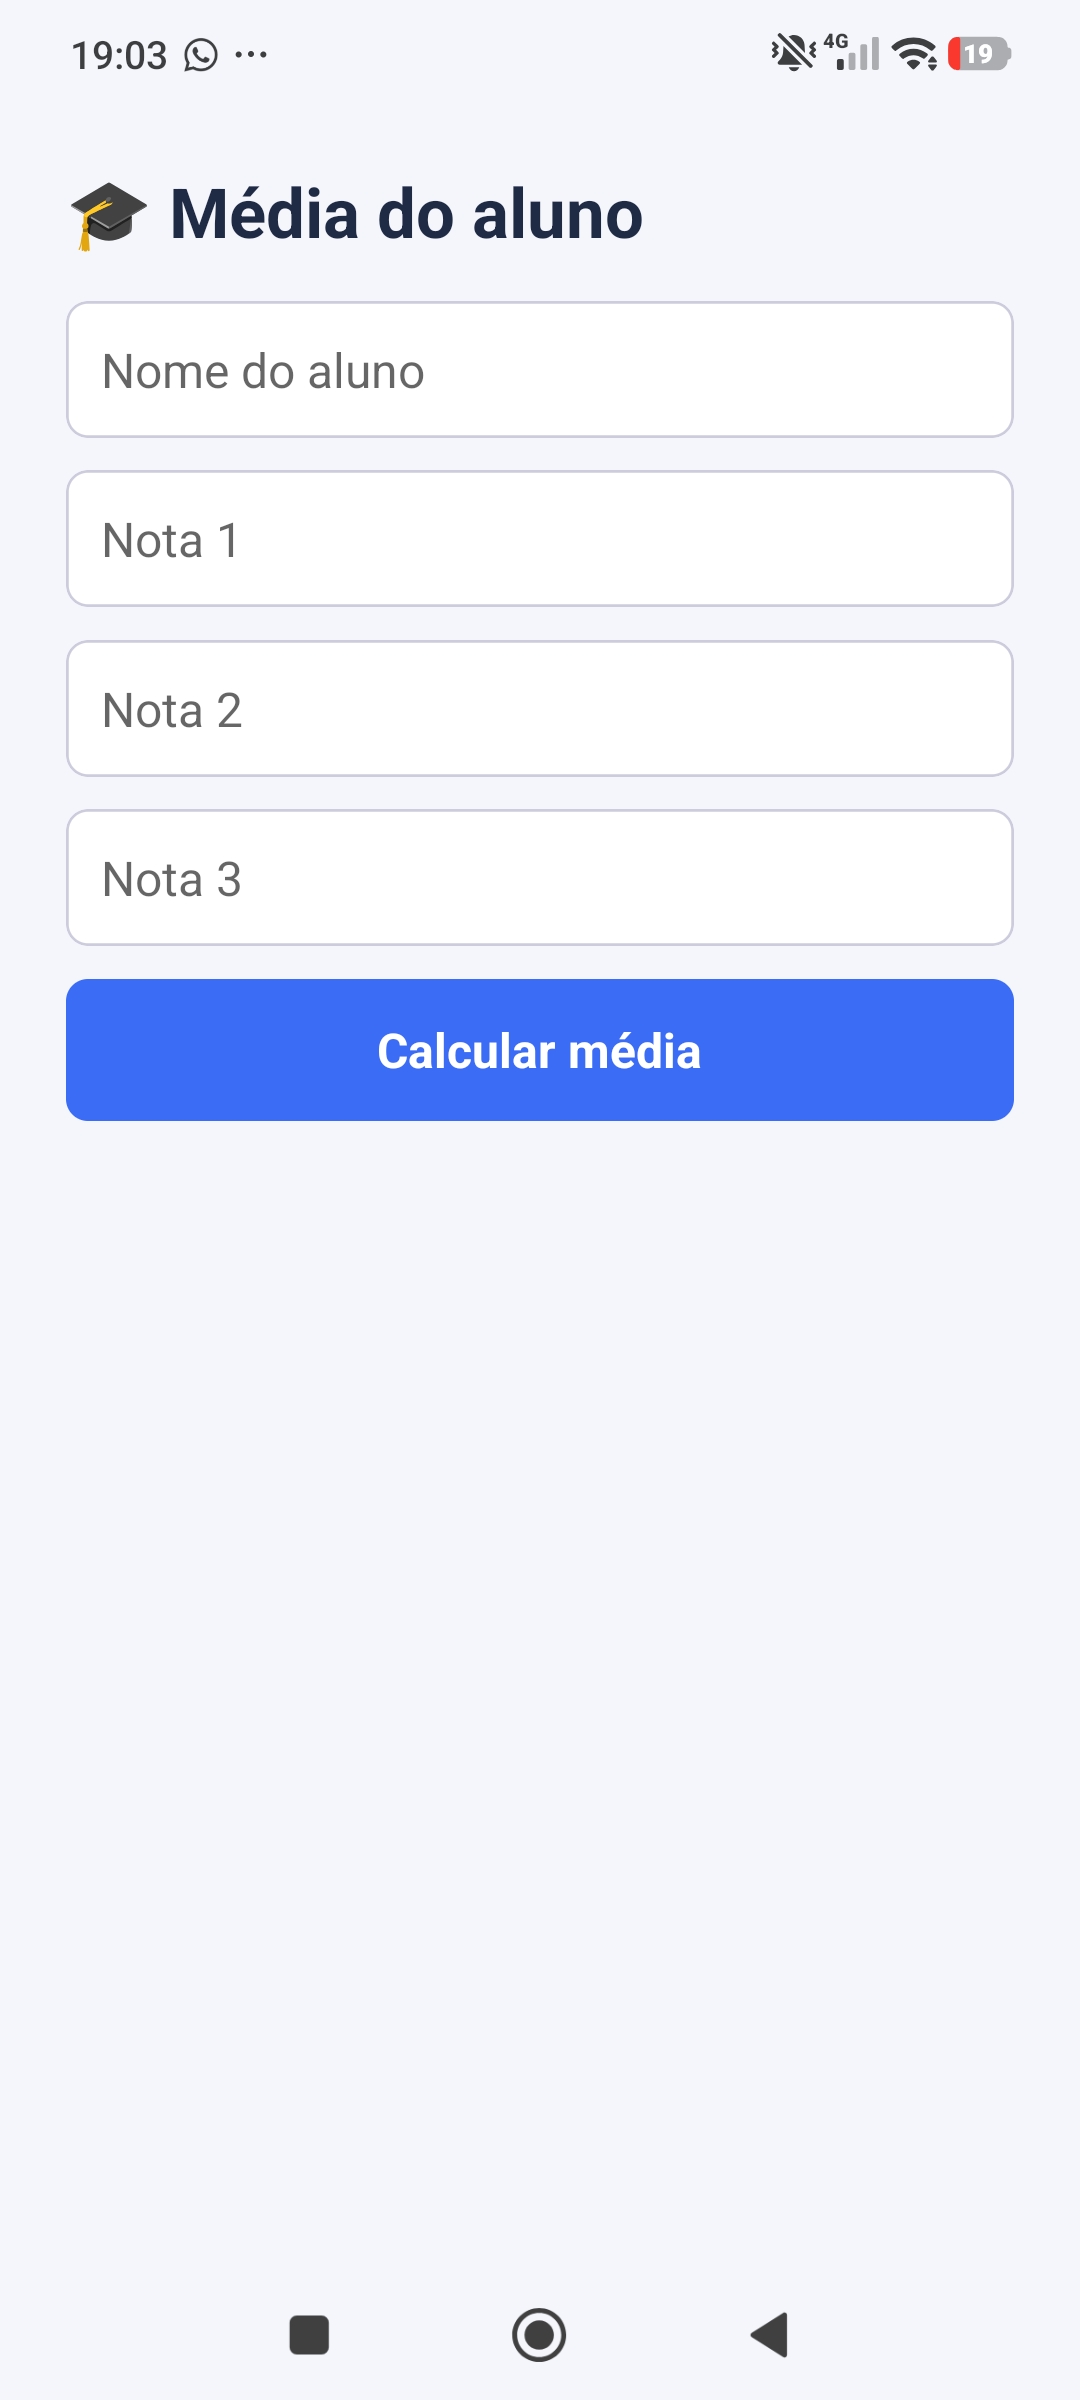 19:03
4G
19
🎓 Média do aluno
Nome do aluno
Nota 1
Nota 2
Nota 3
Calcular média